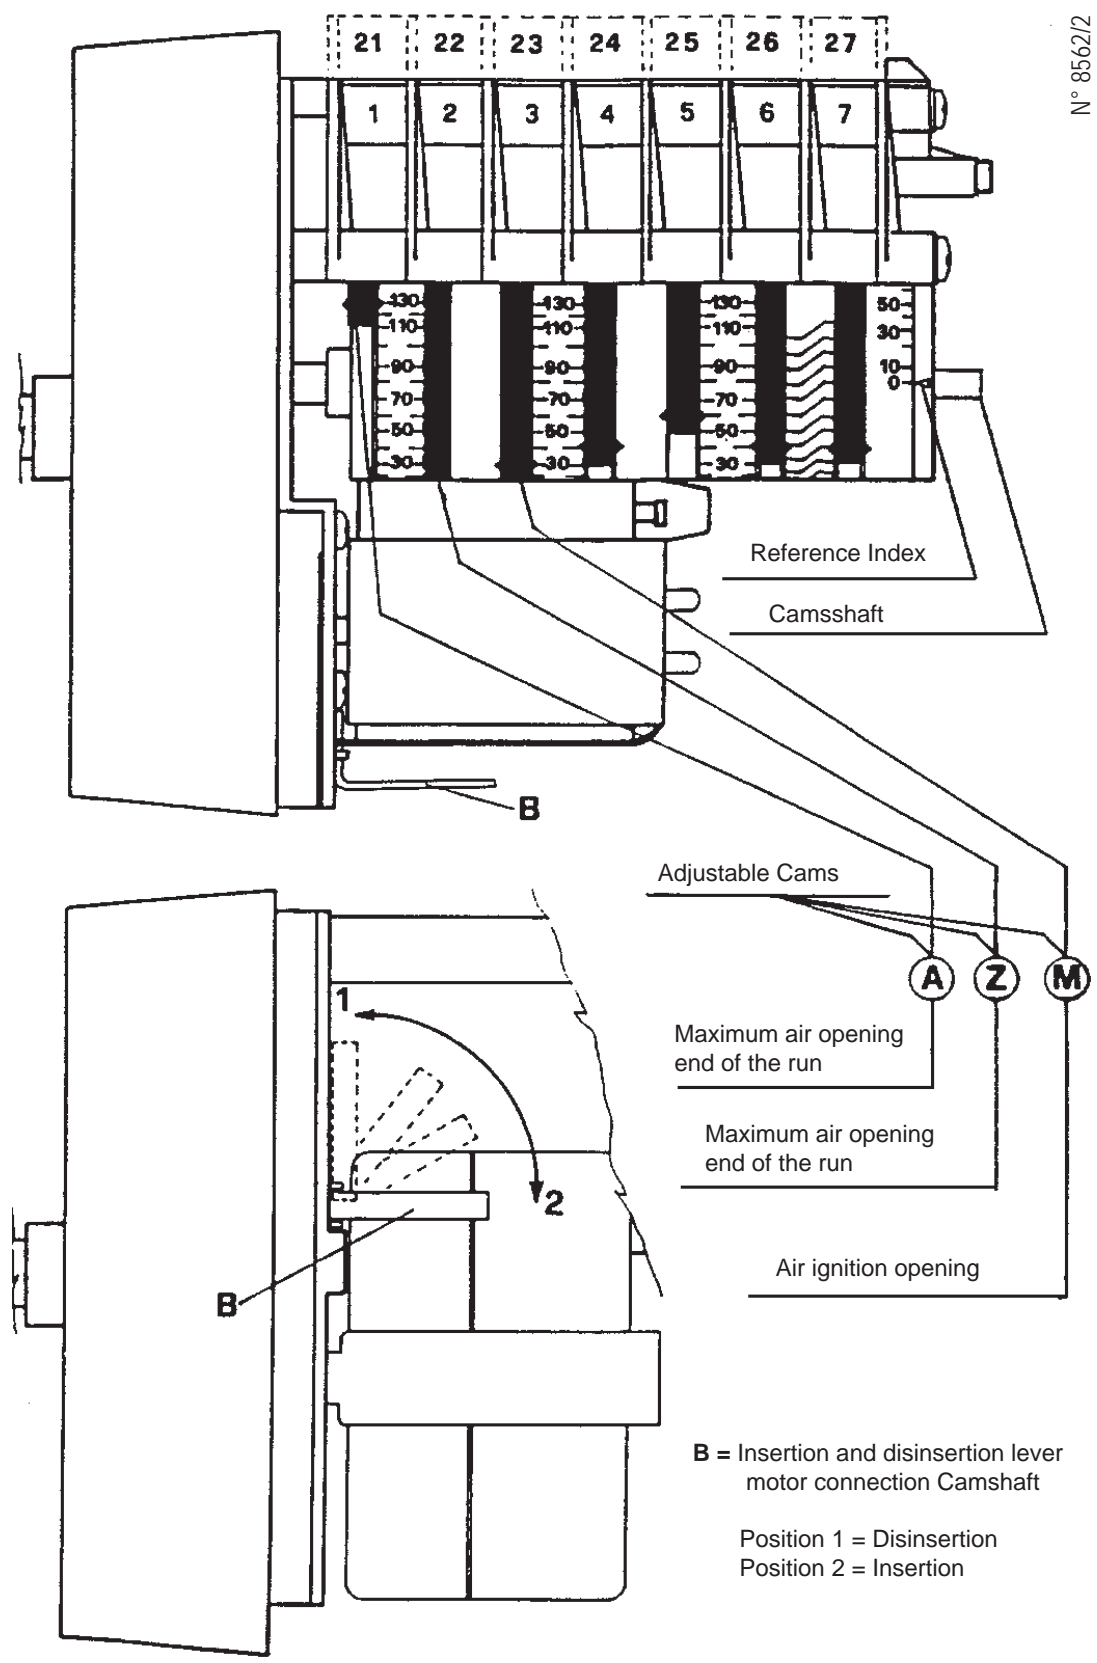 N° 8562/2
21 22 23 24 25 26 27
1 2 3 4 5 6 7
130 130 130 50
110 110 110 30
90 90 90 10
0
70 70 70
50 50 50
30 30 30
Reference Index
Camsshaft
B
Adjustable Cams
A Z M
1
Maximum air opening
end of the run
Maximum air opening
end of the run
2
Air ignition opening
B
B = Insertion and disinsertion lever
motor connection Camshaft
Position 1 = Disinsertion
Position 2 = Insertion